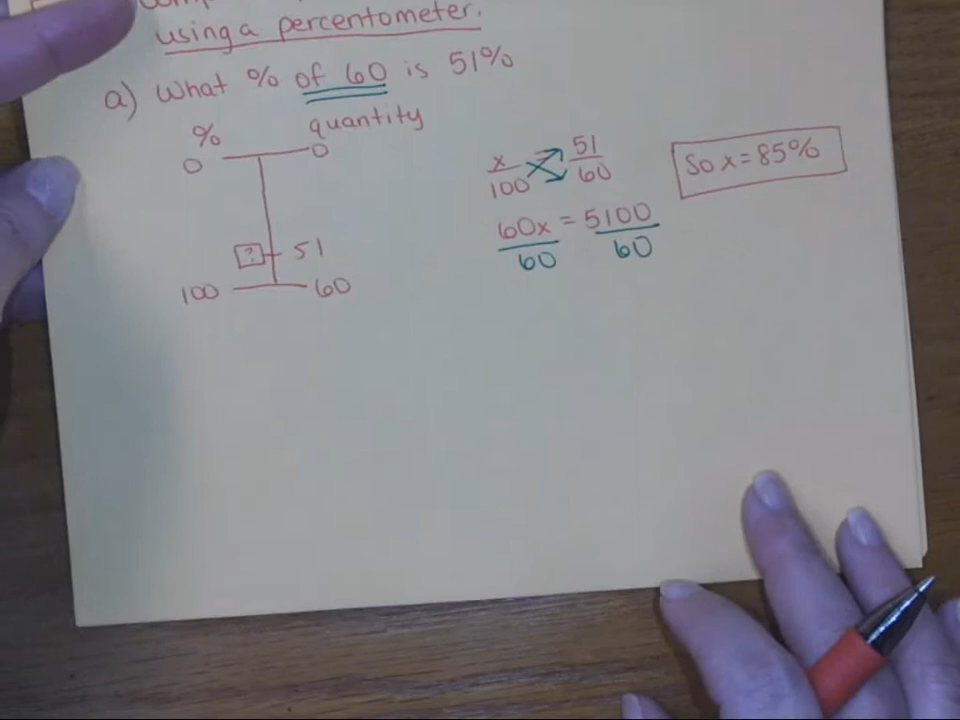 using a percentometer.
a) What % of 60 is 51%
% quantity
0 0
? 51
100 60
x/100 = 51/60
60x = 5100
60 60
So x = 85%